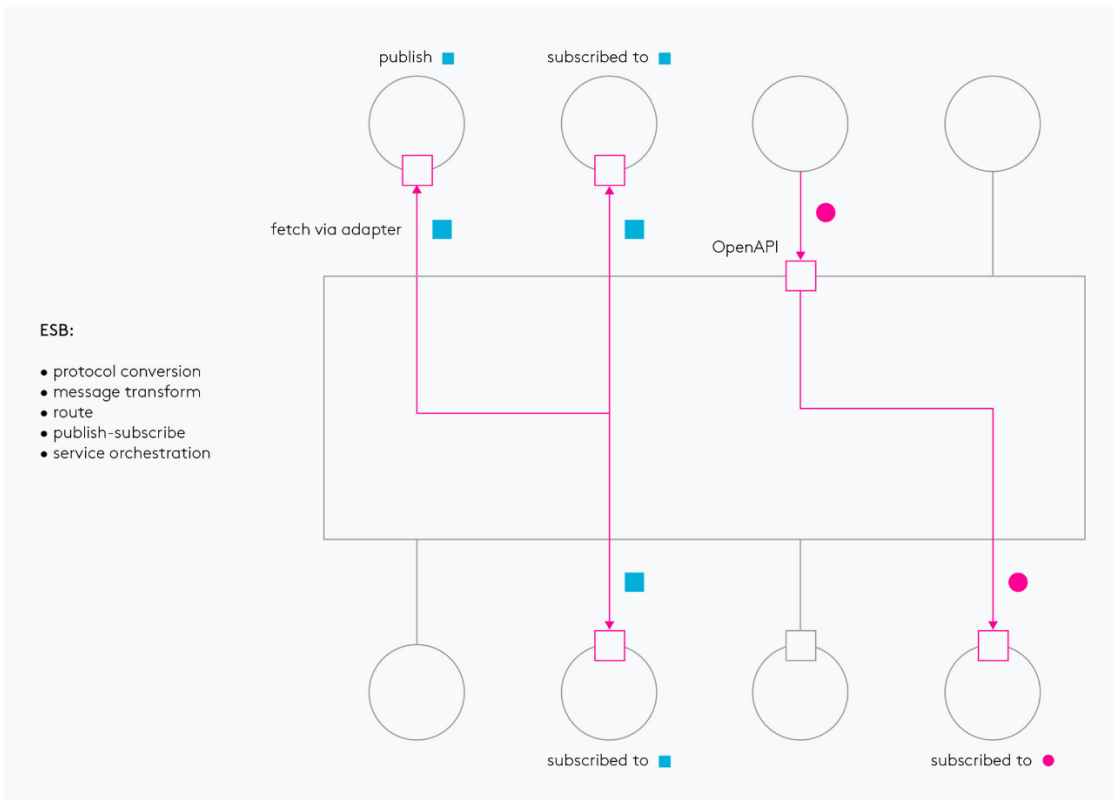 publish
subscribed to
fetch via adapter
OpenAPI
ESB:
• protocol conversion
• message transform
• route
• publish-subscribe
• service orchestration
subscribed to
subscribed to